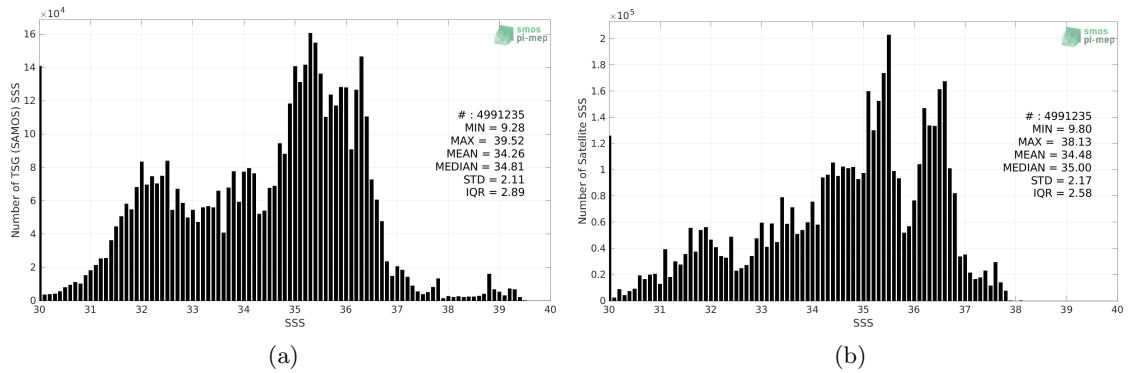 ×10⁴
smos
pi-mep
16
14
12
10
8
6
4
2
0
Number of TSG (SAMOS) SSS
# : 4991235
MIN = 9.28
MAX = 39.52
MEAN = 34.26
MEDIAN = 34.81
STD = 2.11
IQR = 2.89
30 31 32 33 34 35 36 37 38 39 40
SSS
(a)
×10⁵
smos
pi-mep
2
1.8
1.6
1.4
1.2
1
0.8
0.6
0.4
0.2
0
Number of Satellite SSS
# : 4991235
MIN = 9.80
MAX = 38.13
MEAN = 34.48
MEDIAN = 35.00
STD = 2.17
IQR = 2.58
30 31 32 33 34 35 36 37 38 39 40
SSS
(b)